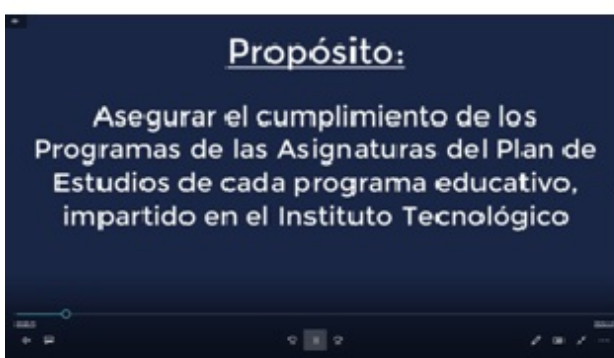 Propósito:
Asegurar el cumplimiento de los
Programas de las Asignaturas del Plan de
Estudios de cada programa educativo,
impartido en el Instituto Tecnológico